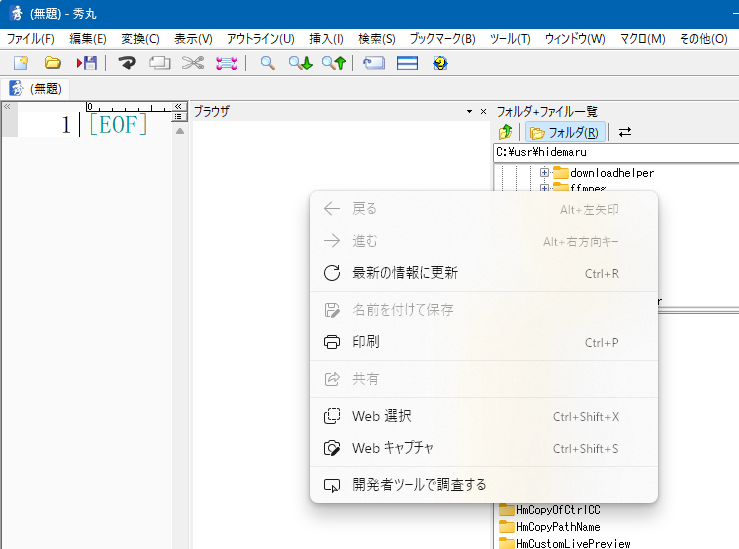 (無題) - 秀丸
ファイル(F) 編集(E) 変換(C) 表示(V) アウトライン(U) 挿入(I) 検索(S) ブックマーク(B) ツール(T) ウィンドウ(W) マクロ(M) その他(O)
(無題)
0
1 [EOF]
ブラウザ
フォルダ+ファイル一覧
フォルダ(R)
C:¥usr¥hidemaru
downloadhelper
ffmpeg
戻る Alt+左矢印
進む Alt+右方向キー
最新の情報に更新 Ctrl+R
名前を付けて保存
印刷 Ctrl+P
共有
Web 選択 Ctrl+Shift+X
Web キャプチャ Ctrl+Shift+S
開発者ツールで調査する
HmCopyOfCtrlCC
HmCopyPathName
HmCustomLivePreview